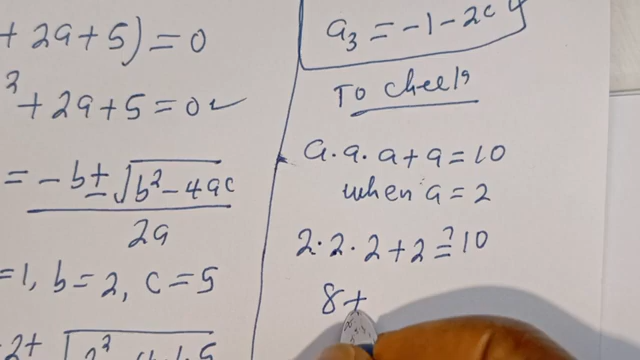 + 2a + 5) = 0
² + 2a + 5 = 0 ✓
= -b ± √b² - 4ac
2a
=1, b = 2, c = 5
a₃ = -1 - 2i
To check
a·a·a + a = 10
when a = 2
2·2·2 + 2 ≟ 10
8 +